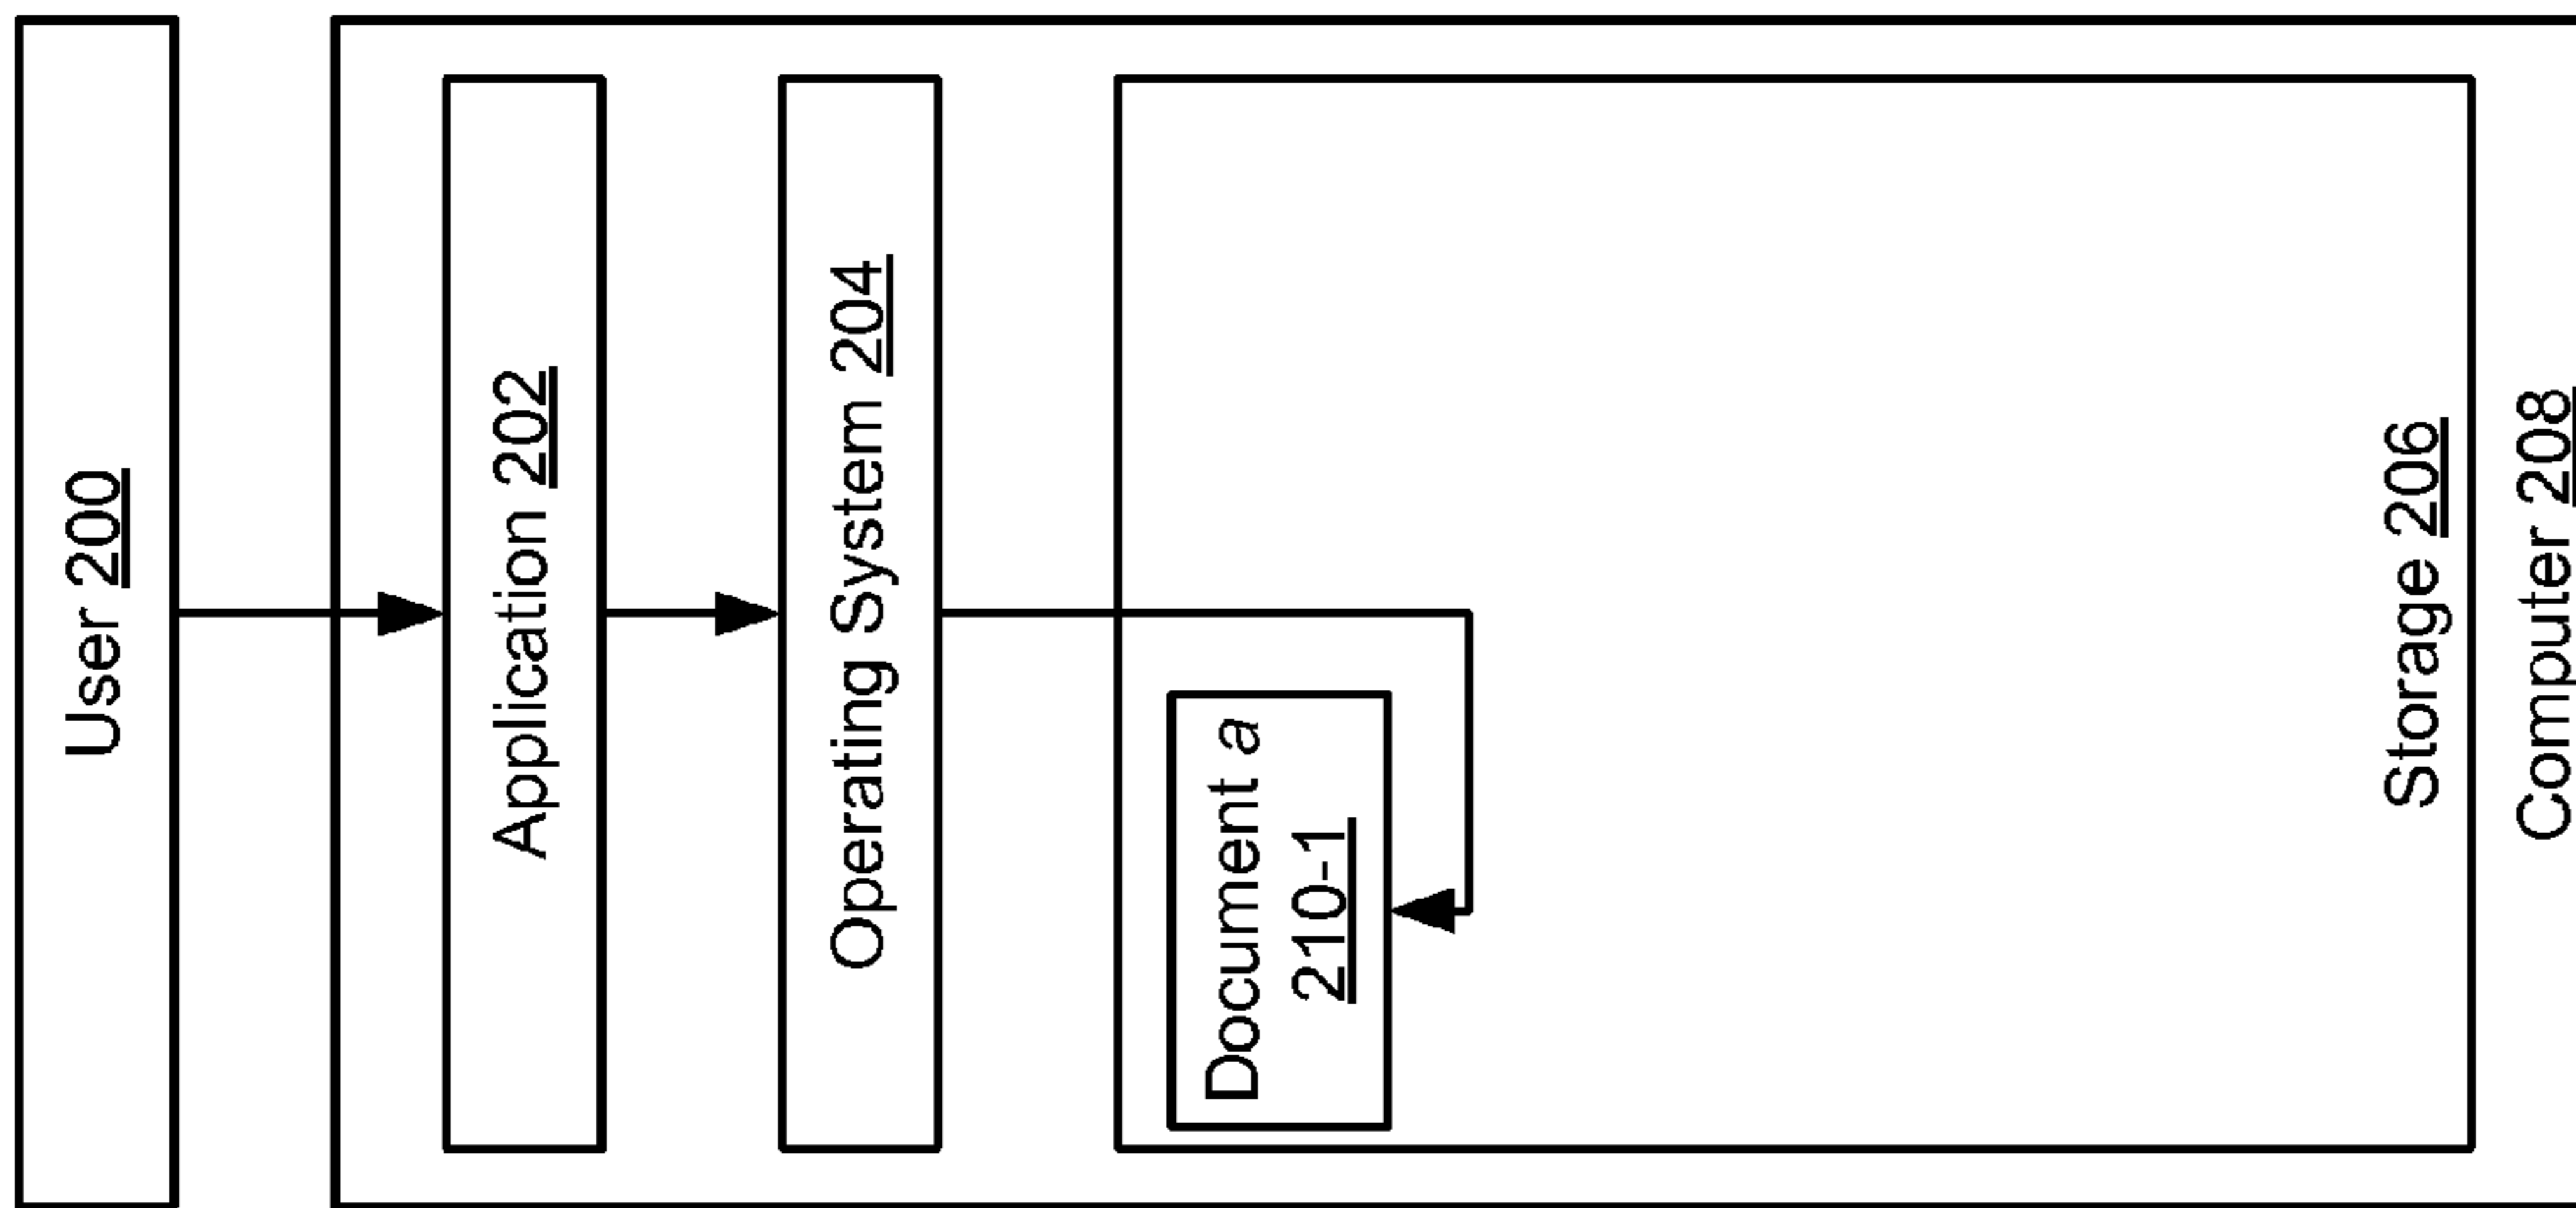 User 200
Application 202
Operating System 204
Document a
210-1
Storage 206
Computer 208